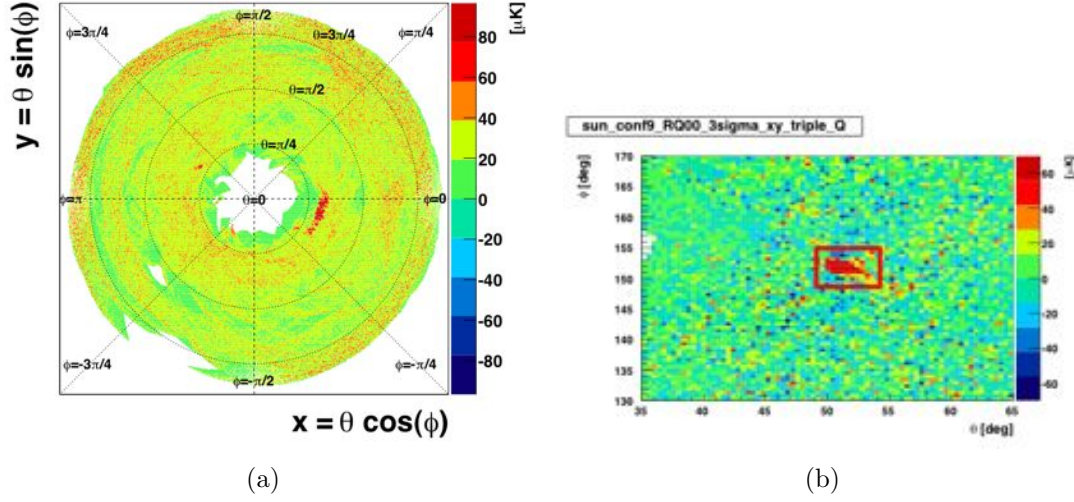 ϕ=π/2
[μK]
ϕ=3π/4
ϕ=π/4
θ=3π/4
θ=π/2
θ=π/4
ϕ=π
θ=0
ϕ=0
ϕ=-3π/4
ϕ=-π/4
ϕ=-π/2
y = θ sin(ϕ)
x = θ cos(ϕ)
80
60
40
20
0
-20
-40
-60
-80
(a)
sun_conf9_RQ00_3sigma_xy_triple_Q
ϕ [deg]
[μK]
170
165
160
155
150
145
140
135
130
35
40
45
50
55
60
65
θ [deg]
60
40
20
0
-20
-40
-60
(b)